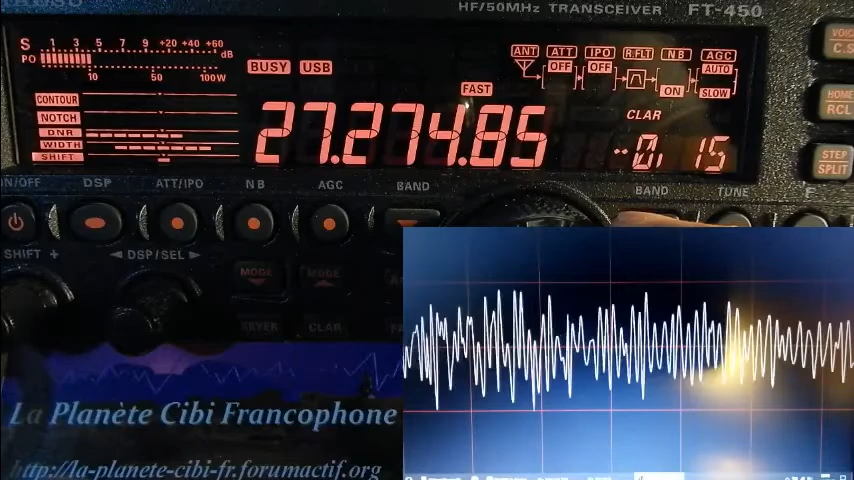 HF/50MHz TRANSCEIVER FT-450
S 1 3 5 7 9 +20 +40 +60 dB
PO 10 50 100W
BUSY USB
ANT ATT IPO R.FLT NB AGC
OFF OFF AUTO
ON SLOW
FAST
CONTOUR
NOTCH
DNR
WIDTH
SHIFT
27.274.85
CLAR
-0.15
HOME
RCL
STEP
SPLIT
ON/OFF DSP ATT/IPO NB AGC BAND BAND TUNE
SHIFT + DSP/SEL
MODE MODE
CLAR
La Planète Cibi Francophone
http://la-planete-cibi-fr.forumactif.org